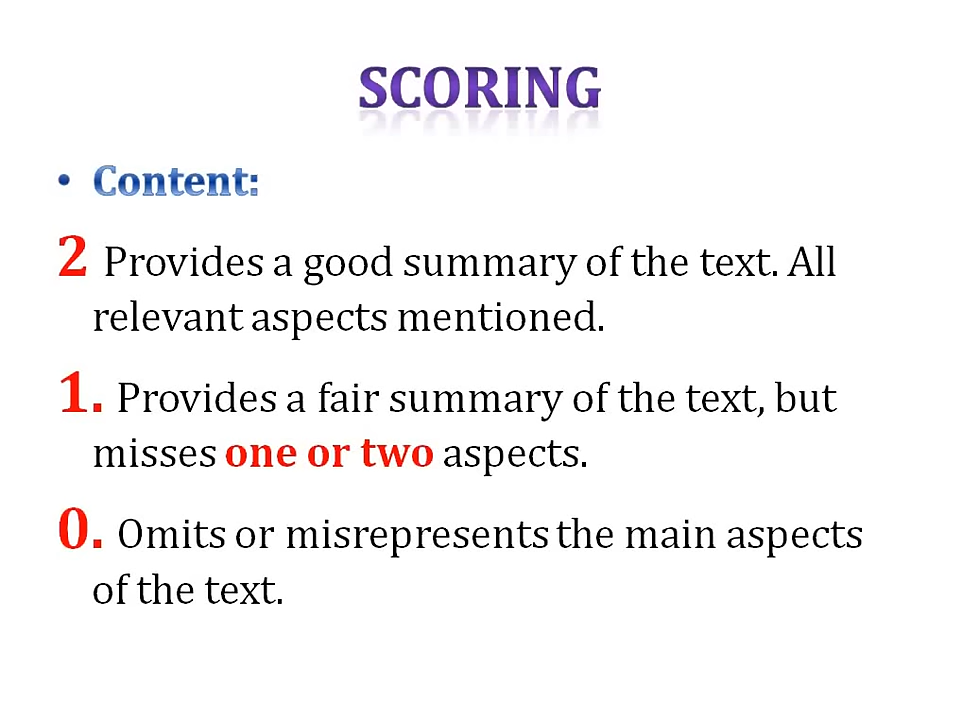 SCORING
• Content:
2 Provides a good summary of the text. All
relevant aspects mentioned.
1. Provides a fair summary of the text, but
misses one or two aspects.
0. Omits or misrepresents the main aspects
of the text.